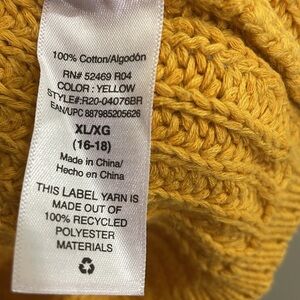 100% Cotton/Algodón
RN# 52469 R04
COLOR : YELLOW
STYLE#:R20-04076BR
EAN/UPC 887985205626
XL/XG
(16-18)
Made in China/
Hecho en China
THIS LABEL YARN IS
MADE OUT OF
100% RECYCLED
POLYESTER
MATERIALS